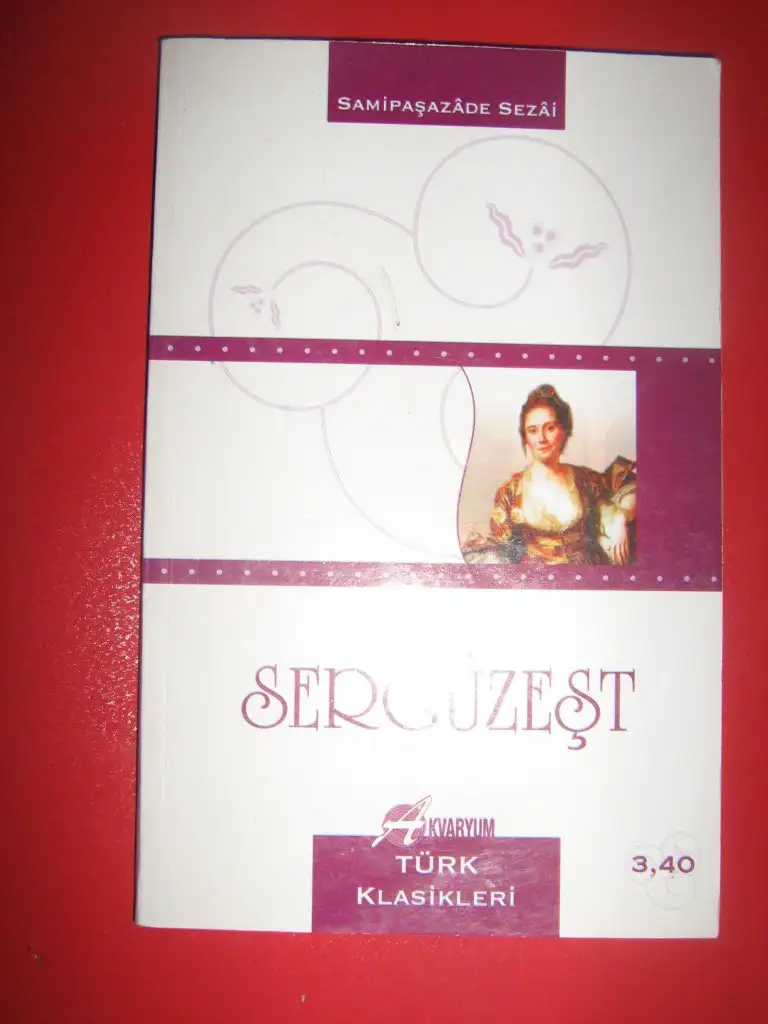 SAMİPAŞAZÂDE SEZÂİ
SERGÜZEŞT
AKVARYUM
TÜRK
KLASİKLERİ
3,40